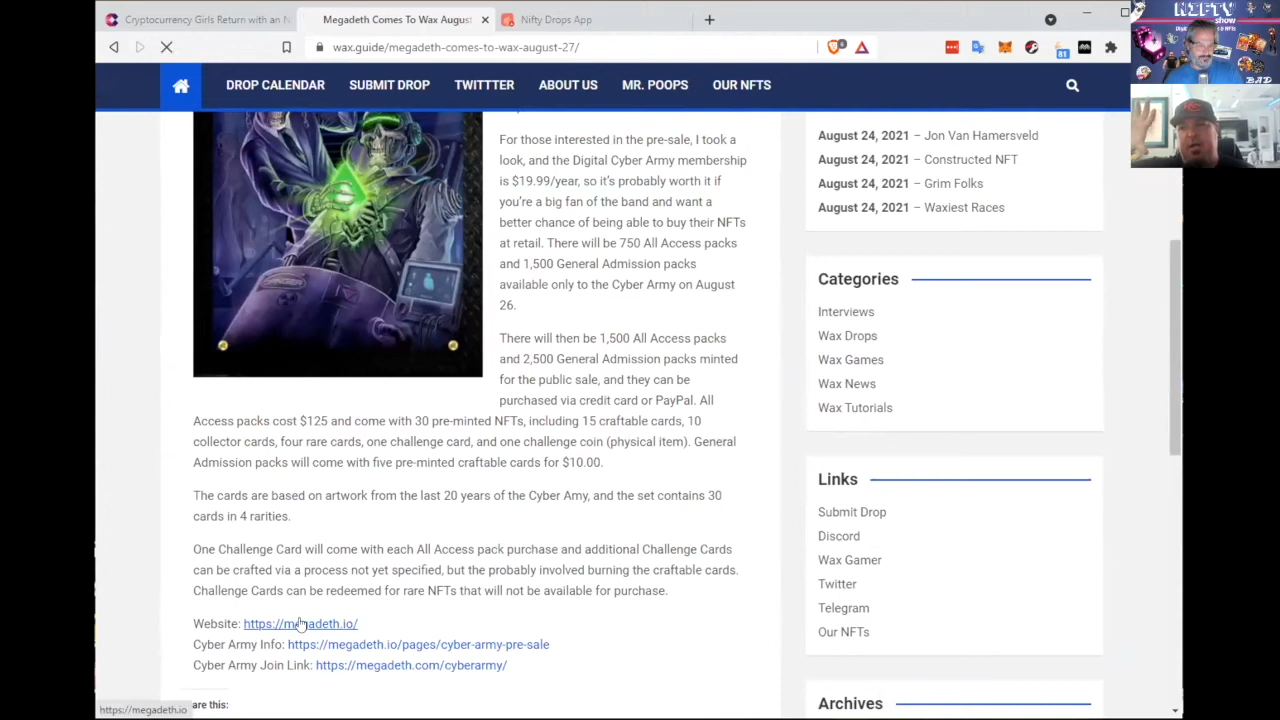 Cryptocurrency Girls Return with an N
Megadeth Comes To Wax August
Nifty Drops App
wax.guide/megadeth-comes-to-wax-august-27/
81
NIFTY
show
BAD
DROP CALENDAR
SUBMIT DROP
TWITTTER
ABOUT US
MR. POOPS
OUR NFTS
For those interested in the pre-sale, I took a
look, and the Digital Cyber Army membership
is $19.99/year, so it's probably worth it if
you're a big fan of the band and want a
better chance of being able to buy their NFTs
at retail. There will be 750 All Access packs
and 1,500 General Admission packs
available only to the Cyber Army on August
26.
There will then be 1,500 All Access packs
and 2,500 General Admission packs minted
for the public sale, and they can be
purchased via credit card or PayPal. All
Access packs cost $125 and come with 30 pre-minted NFTs, including 15 craftable cards, 10
collector cards, four rare cards, one challenge card, and one challenge coin (physical item). General
Admission packs will come with five pre-minted craftable cards for $10.00.
The cards are based on artwork from the last 20 years of the Cyber Amy, and the set contains 30
cards in 4 rarities.
One Challenge Card will come with each All Access pack purchase and additional Challenge Cards
can be crafted via a process not yet specified, but the probably involved burning the craftable cards.
Challenge Cards can be redeemed for rare NFTs that will not be available for purchase.
Website: https://megadeth.io/
Cyber Army Info: https://megadeth.io/pages/cyber-army-pre-sale
Cyber Army Join Link: https://megadeth.com/cyberarmy/
are this:
https://megadeth.io
August 24, 2021 – Jon Van Hamersveld
August 24, 2021 – Constructed NFT
August 24, 2021 – Grim Folks
August 24, 2021 – Waxiest Races
Categories
Interviews
Wax Drops
Wax Games
Wax News
Wax Tutorials
Links
Submit Drop
Discord
Wax Gamer
Twitter
Telegram
Our NFTs
Archives